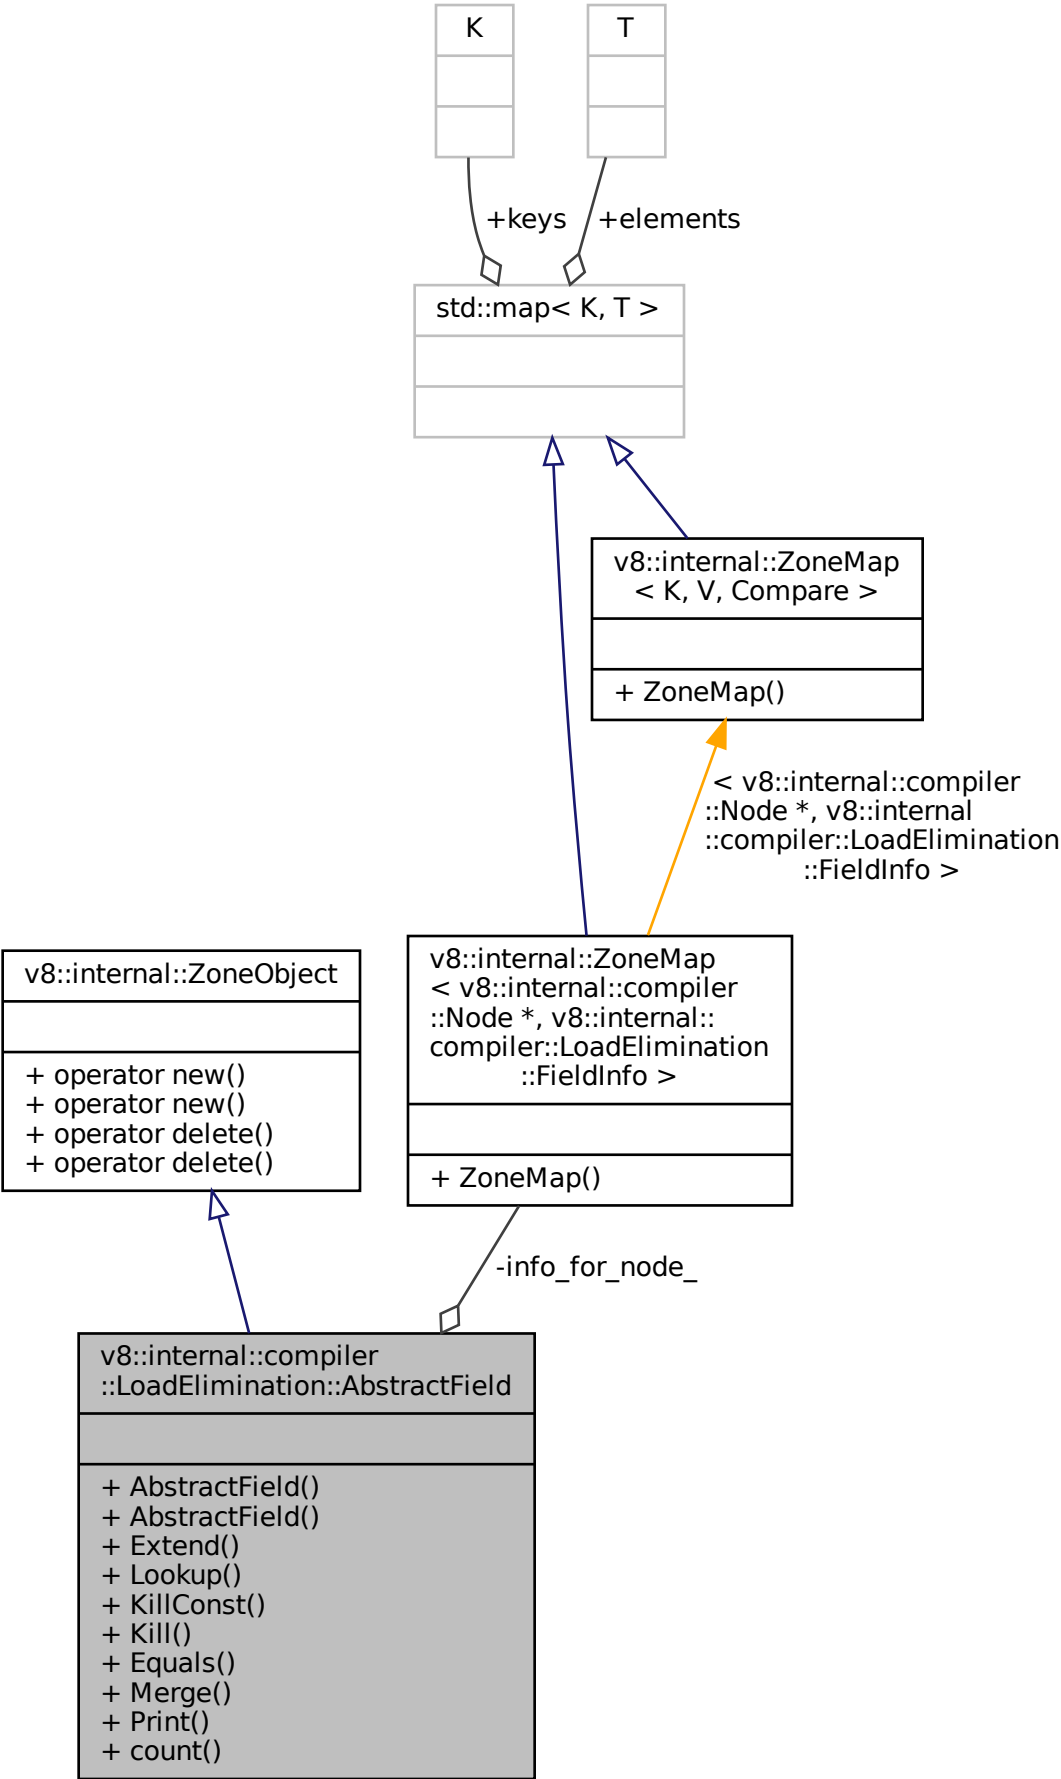 K
T
+keys
+elements
std::map< K, T >
v8::internal::ZoneMap
< K, V, Compare >
+ ZoneMap()
< v8::internal::compiler
::Node *, v8::internal
::compiler::LoadElimination
::FieldInfo >
v8::internal::ZoneObject
+ operator new()
+ operator new()
+ operator delete()
+ operator delete()
v8::internal::ZoneMap
< v8::internal::compiler
::Node *, v8::internal::
compiler::LoadElimination
::FieldInfo >
+ ZoneMap()
-info_for_node_
v8::internal::compiler
::LoadElimination::AbstractField
+ AbstractField()
+ AbstractField()
+ Extend()
+ Lookup()
+ KillConst()
+ Kill()
+ Equals()
+ Merge()
+ Print()
+ count()